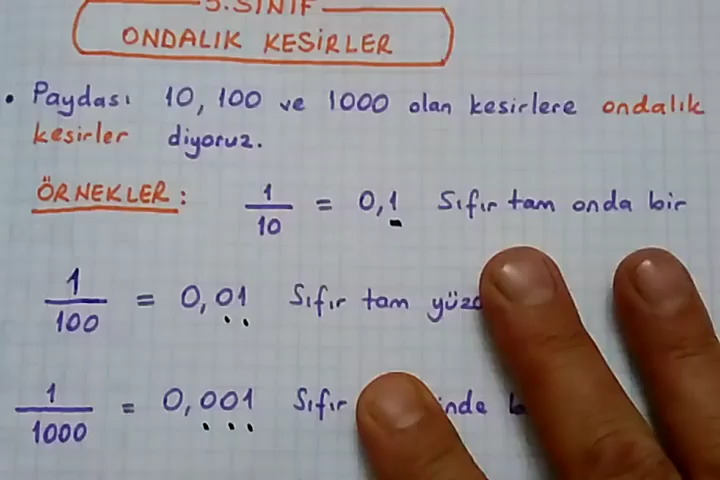 5. SINIF
ONDALIK KESİRLER
• Paydası 10, 100 ve 1000 olan kesirlere ondalık
kesirler diyoruz.
ÖRNEKLER: 1/10 = 0,1 Sıfır tam onda bir
1/100 = 0,01 Sıfır tam
1/1000 = 0,001 Sıfır